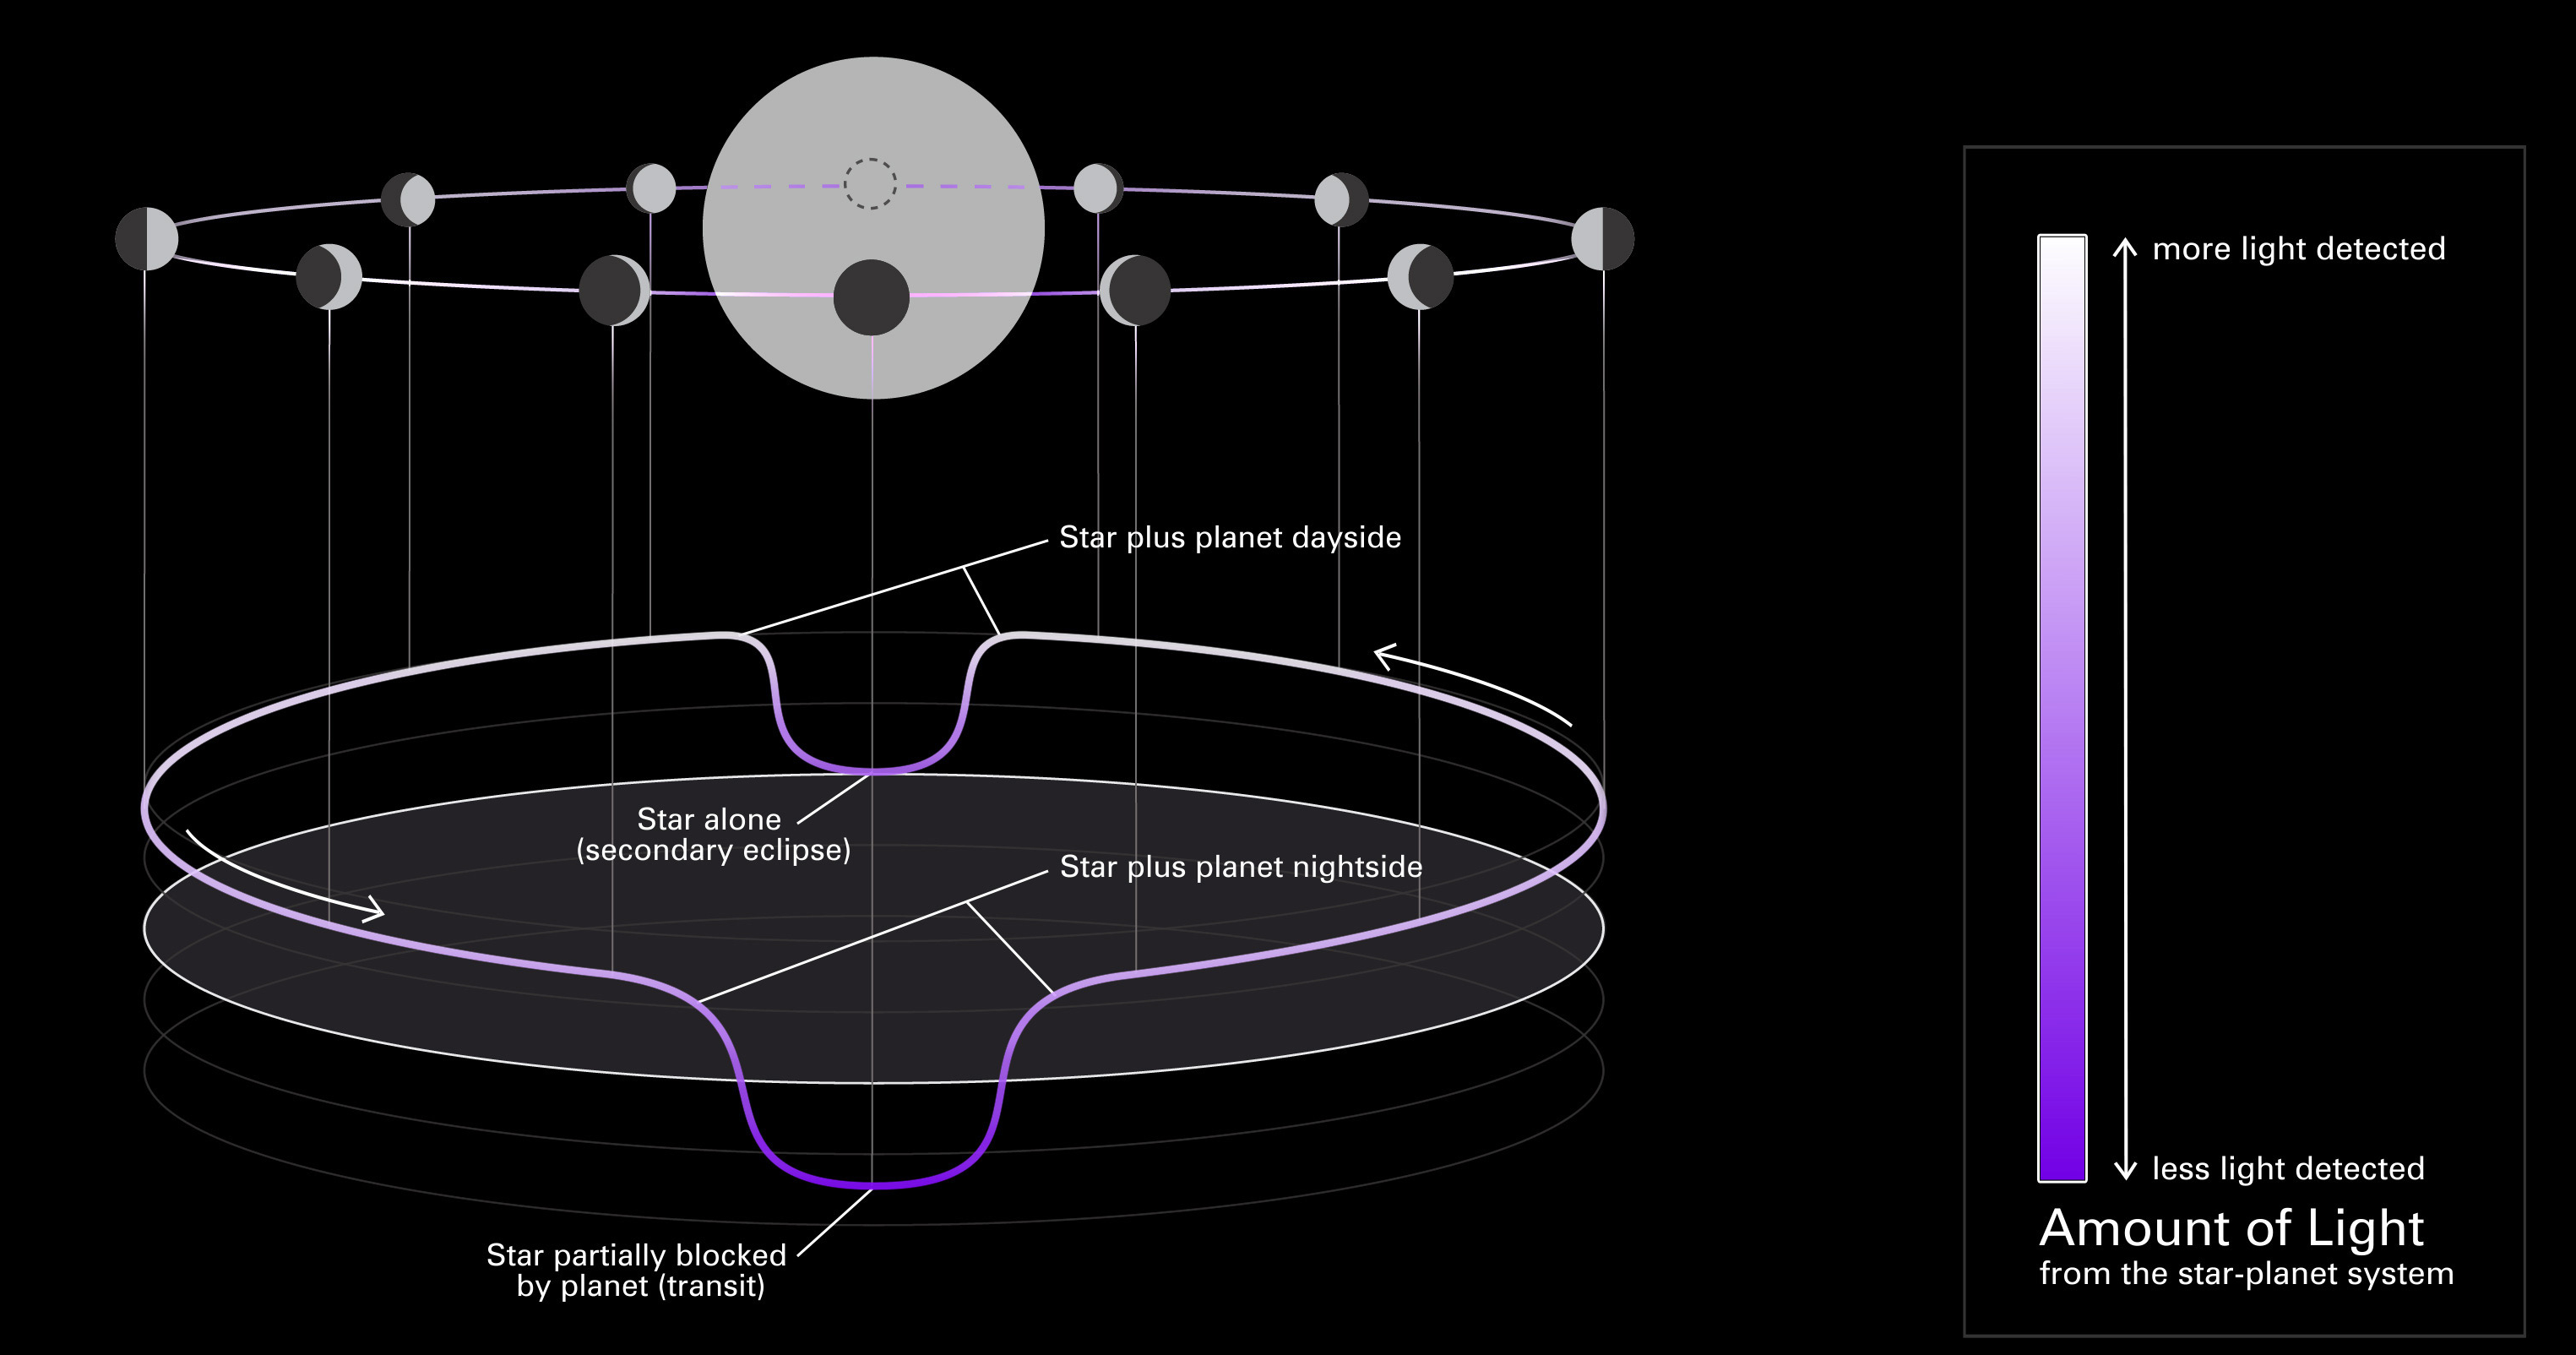 Star plus planet dayside
Star alone
(secondary eclipse)
Star plus planet nightside
Star partially blocked
by planet (transit)
more light detected
less light detected
Amount of Light
from the star-planet system